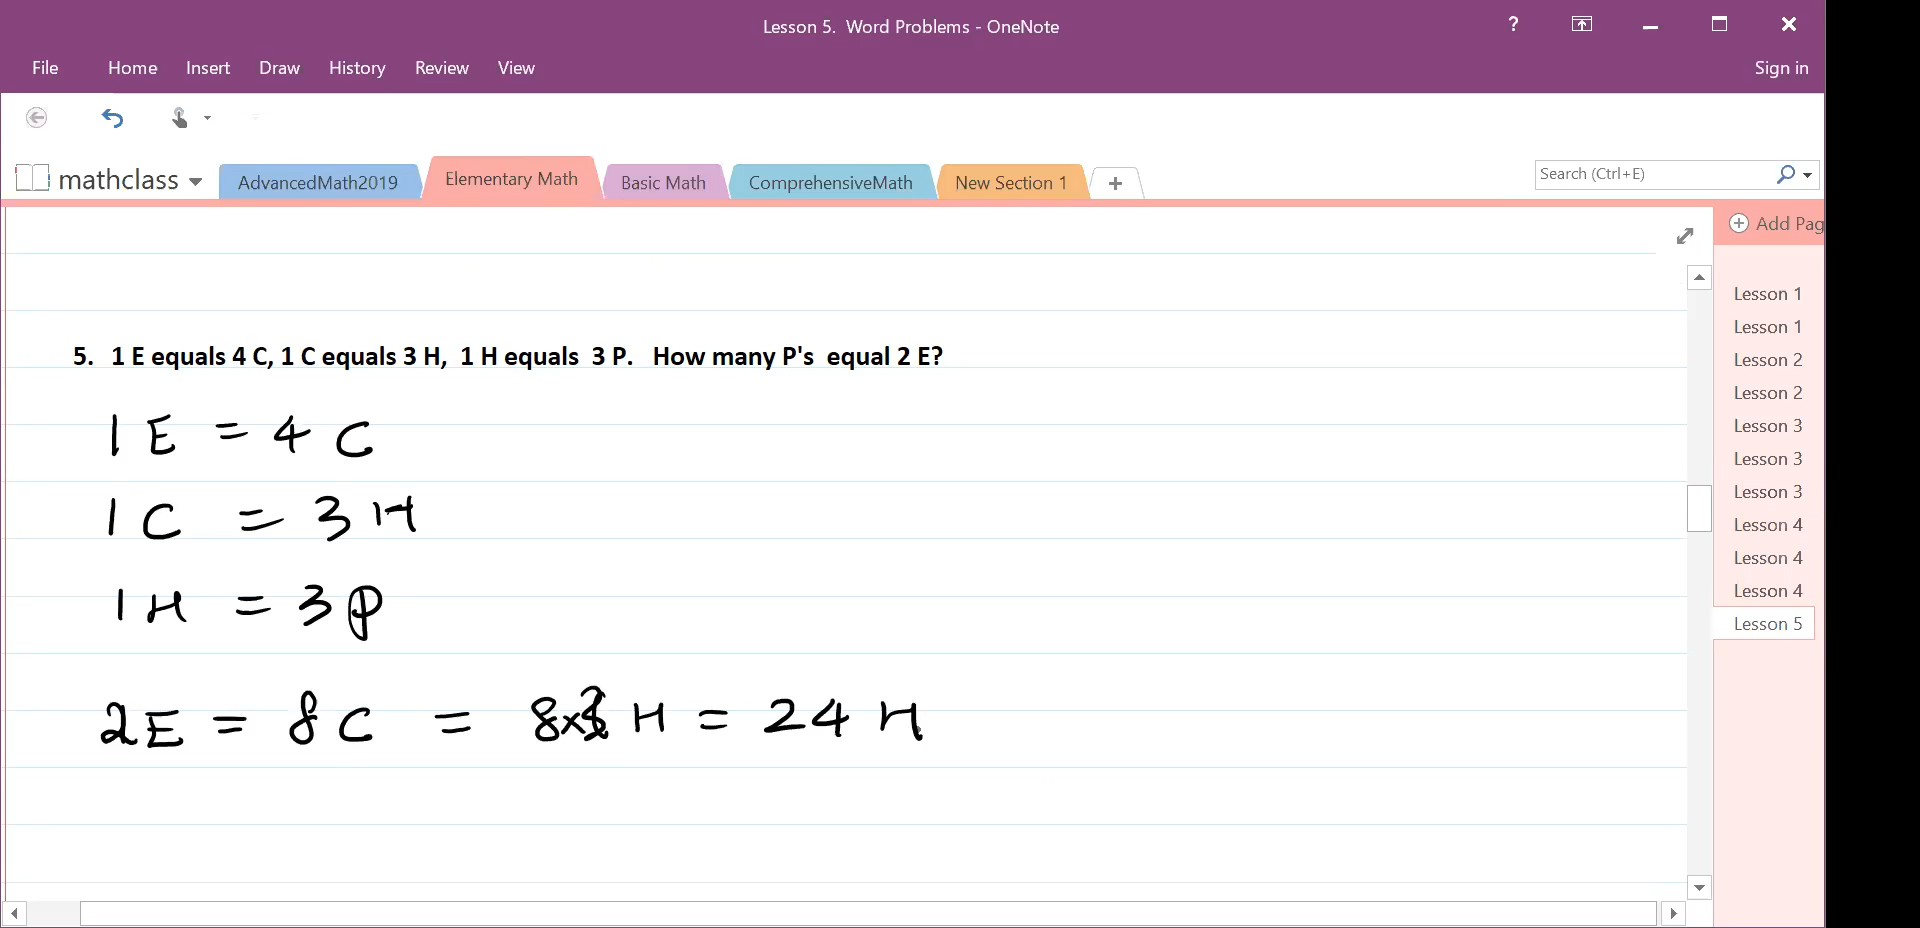 Lesson 5.  Word Problems - OneNote
?
File Home Insert Draw History Review View Sign in
mathclass AdvancedMath2019 Elementary Math Basic Math ComprehensiveMath New Section 1 + Search (Ctrl+E)
Add Pag
Lesson 1
Lesson 1
Lesson 2
Lesson 2
Lesson 3
Lesson 3
Lesson 3
Lesson 4
Lesson 4
Lesson 4
Lesson 5
5. 1 E equals 4 C, 1 C equals 3 H, 1 H equals 3 P. How many P's equal 2 E?
1 E = 4 C
1 C = 3 H
1 H = 3 P
2E = 8 C = 8x3 H = 24 H